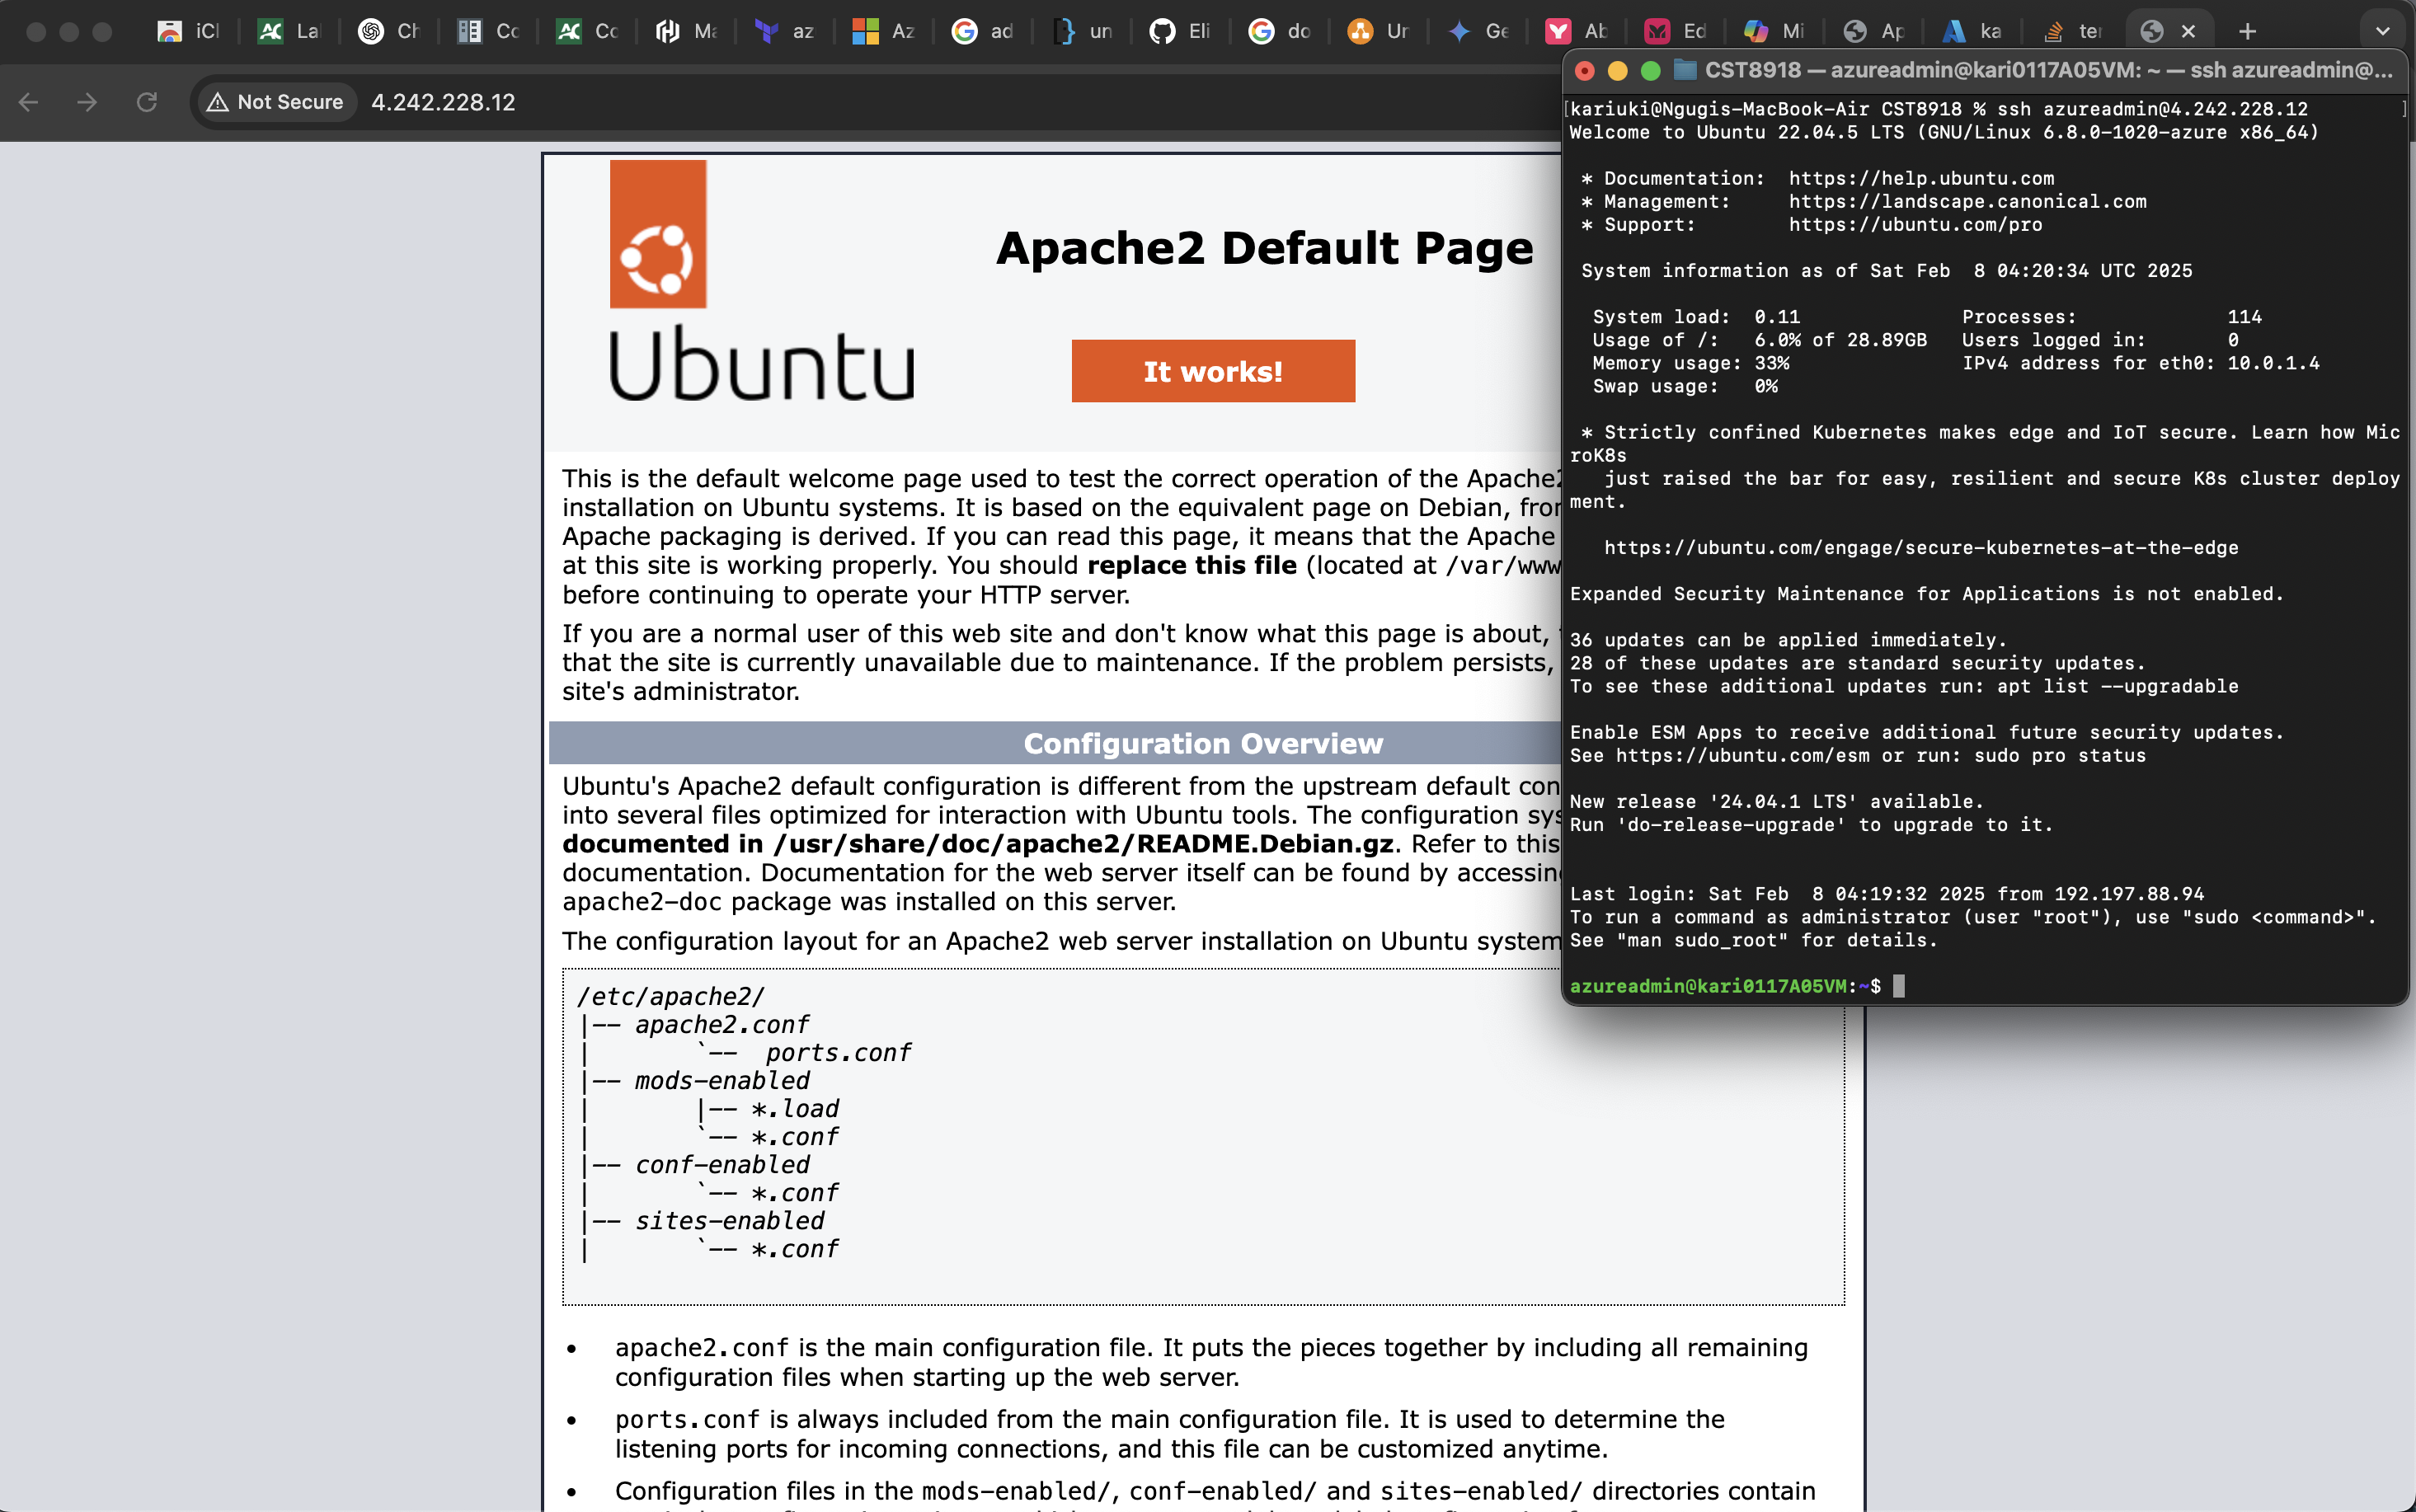 iCl
La
Ch
Co
Co
Ma
az
Az
ad
un
Eli
do
Ur
Ge
Ab
Ed
Mi
Ap
ka
ter
Not Secure
4.242.228.12
Apache2 Default Page
Ubuntu
It works!
This is the default welcome page used to test the correct operation of the Apache2
installation on Ubuntu systems. It is based on the equivalent page on Debian, from
Apache packaging is derived. If you can read this page, it means that the Apache
at this site is working properly. You should replace this file (located at /var/www
before continuing to operate your HTTP server.
If you are a normal user of this web site and don't know what this page is about,
that the site is currently unavailable due to maintenance. If the problem persists,
site's administrator.
Configuration Overview
Ubuntu's Apache2 default configuration is different from the upstream default con
into several files optimized for interaction with Ubuntu tools. The configuration sys
documented in /usr/share/doc/apache2/README.Debian.gz. Refer to this
documentation. Documentation for the web server itself can be found by accessing
apache2-doc package was installed on this server.
The configuration layout for an Apache2 web server installation on Ubuntu system
/etc/apache2/
|-- apache2.conf
|       `--  ports.conf
|-- mods-enabled
|       |-- *.load
|       `-- *.conf
|-- conf-enabled
|       `-- *.conf
|-- sites-enabled
|       `-- *.conf
• apache2.conf is the main configuration file. It puts the pieces together by including all remaining
configuration files when starting up the web server.
• ports.conf is always included from the main configuration file. It is used to determine the
listening ports for incoming connections, and this file can be customized anytime.
• Configuration files in the mods-enabled/, conf-enabled/ and sites-enabled/ directories contain
CST8918 — azureadmin@kari0117A05VM: ~ — ssh azureadmin@...
[kariuki@Ngugis-MacBook-Air CST8918 % ssh azureadmin@4.242.228.12 ]
Welcome to Ubuntu 22.04.5 LTS (GNU/Linux 6.8.0-1020-azure x86_64)
* Documentation:  https://help.ubuntu.com
* Management:     https://landscape.canonical.com
* Support:        https://ubuntu.com/pro
System information as of Sat Feb  8 04:20:34 UTC 2025
System load:  0.11              Processes:             114
Usage of /:   6.0% of 28.89GB   Users logged in:       0
Memory usage: 33%               IPv4 address for eth0: 10.0.1.4
Swap usage:   0%
* Strictly confined Kubernetes makes edge and IoT secure. Learn how Mic
roK8s
just raised the bar for easy, resilient and secure K8s cluster deploy
ment.
https://ubuntu.com/engage/secure-kubernetes-at-the-edge
Expanded Security Maintenance for Applications is not enabled.
36 updates can be applied immediately.
28 of these updates are standard security updates.
To see these additional updates run: apt list --upgradable
Enable ESM Apps to receive additional future security updates.
See https://ubuntu.com/esm or run: sudo pro status
New release '24.04.1 LTS' available.
Run 'do-release-upgrade' to upgrade to it.
Last login: Sat Feb  8 04:19:32 2025 from 192.197.88.94
To run a command as administrator (user "root"), use "sudo <command>".
See "man sudo_root" for details.
azureadmin@kari0117A05VM:~$